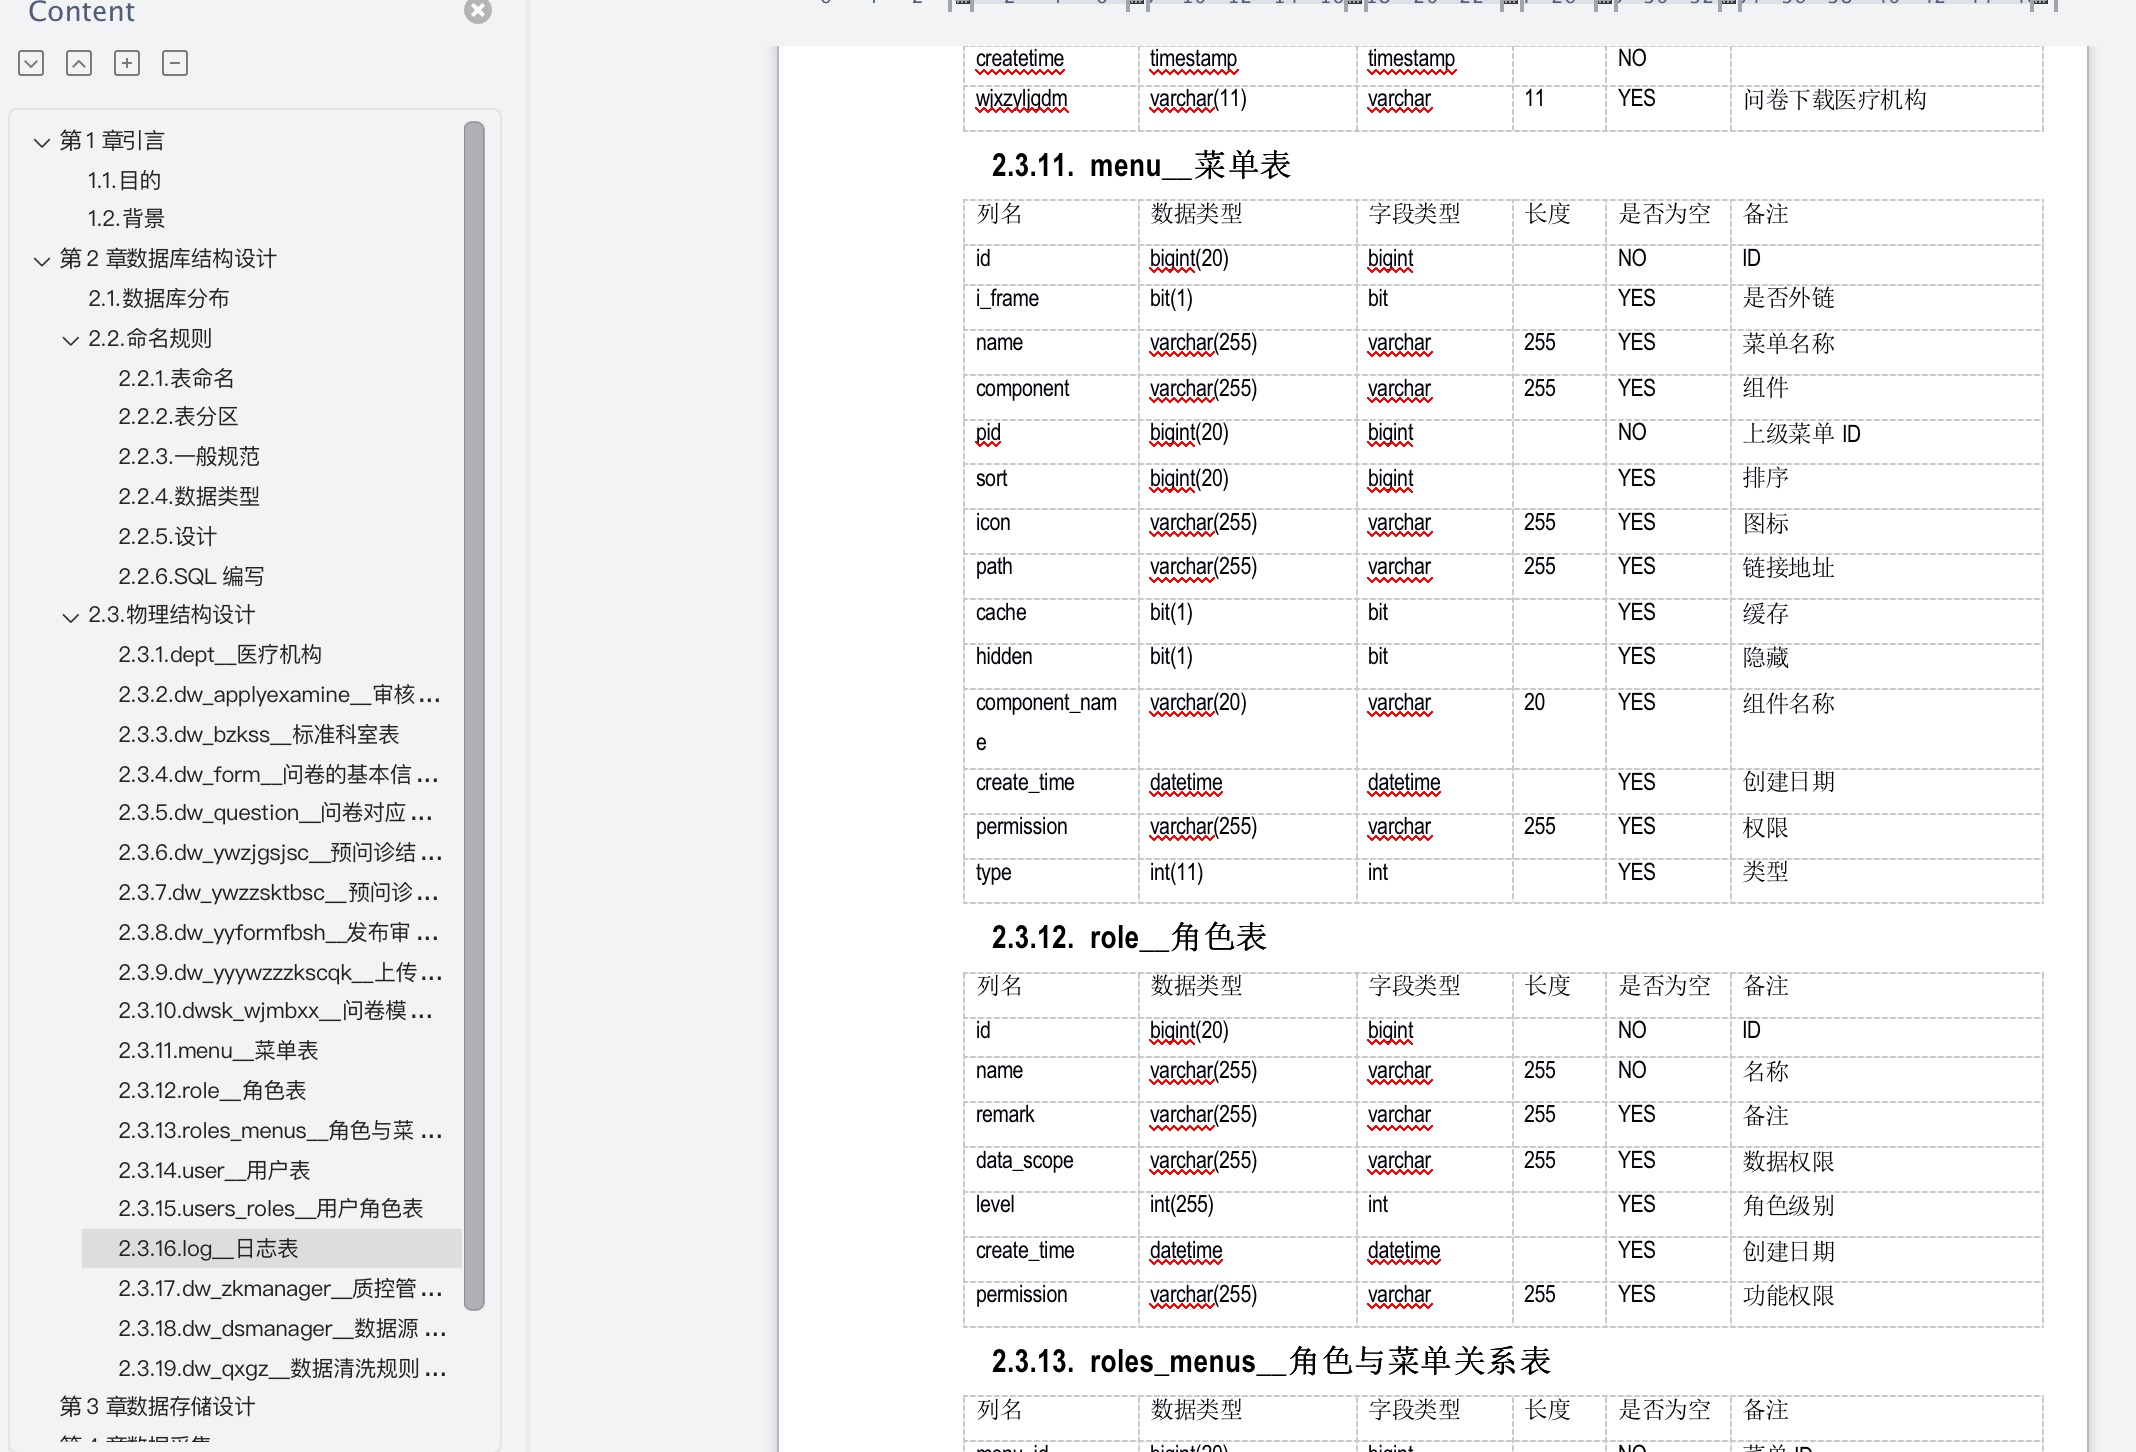 Content
第1章引言
1.1.目的
1.2.背景
第2章数据库结构设计
2.1.数据库分布
2.2.命名规则
2.2.1.表命名
2.2.2.表分区
2.2.3.一般规范
2.2.4.数据类型
2.2.5.设计
2.2.6.SQL 编写
2.3.物理结构设计
2.3.1.dept__医疗机构
2.3.2.dw_applyexamine__审核...
2.3.3.dw_bzkss__标准科室表
2.3.4.dw_form__问卷的基本信...
2.3.5.dw_question__问卷对应...
2.3.6.dw_ywzjgsjsc__预问诊结...
2.3.7.dw_ywzzsktbsc__预问诊...
2.3.8.dw_yyformfbsh__发布审...
2.3.9.dw_yyywzzzkscqk__上传...
2.3.10.dwsk_wjmbxx__问卷模...
2.3.11.menu__菜单表
2.3.12.role__角色表
2.3.13.roles_menus__角色与菜...
2.3.14.user__用户表
2.3.15.users_roles__用户角色表
2.3.16.log__日志表
2.3.17.dw_zkmanager__质控管...
2.3.18.dw_dsmanager__数据源...
2.3.19.dw_qxgz__数据清洗规则...
第3章数据存储设计
createtime timestamp timestamp NO
wjxzyljgdm varchar(11) varchar 11 YES 问卷下载医疗机构
2.3.11. menu__菜单表
列名 数据类型 字段类型 长度 是否为空 备注
id bigint(20) bigint NO ID
i_frame bit(1) bit YES 是否外链
name varchar(255) varchar 255 YES 菜单名称
component varchar(255) varchar 255 YES 组件
pid bigint(20) bigint NO 上级菜单 ID
sort bigint(20) bigint YES 排序
icon varchar(255) varchar 255 YES 图标
path varchar(255) varchar 255 YES 链接地址
cache bit(1) bit YES 缓存
hidden bit(1) bit YES 隐藏
component_nam varchar(20) varchar 20 YES 组件名称
e
create_time datetime datetime YES 创建日期
permission varchar(255) varchar 255 YES 权限
type int(11) int YES 类型
2.3.12. role__角色表
列名 数据类型 字段类型 长度 是否为空 备注
id bigint(20) bigint NO ID
name varchar(255) varchar 255 NO 名称
remark varchar(255) varchar 255 YES 备注
data_scope varchar(255) varchar 255 YES 数据权限
level int(255) int YES 角色级别
create_time datetime datetime YES 创建日期
permission varchar(255) varchar 255 YES 功能权限
2.3.13. roles_menus__角色与菜单关系表
列名 数据类型 字段类型 长度 是否为空 备注